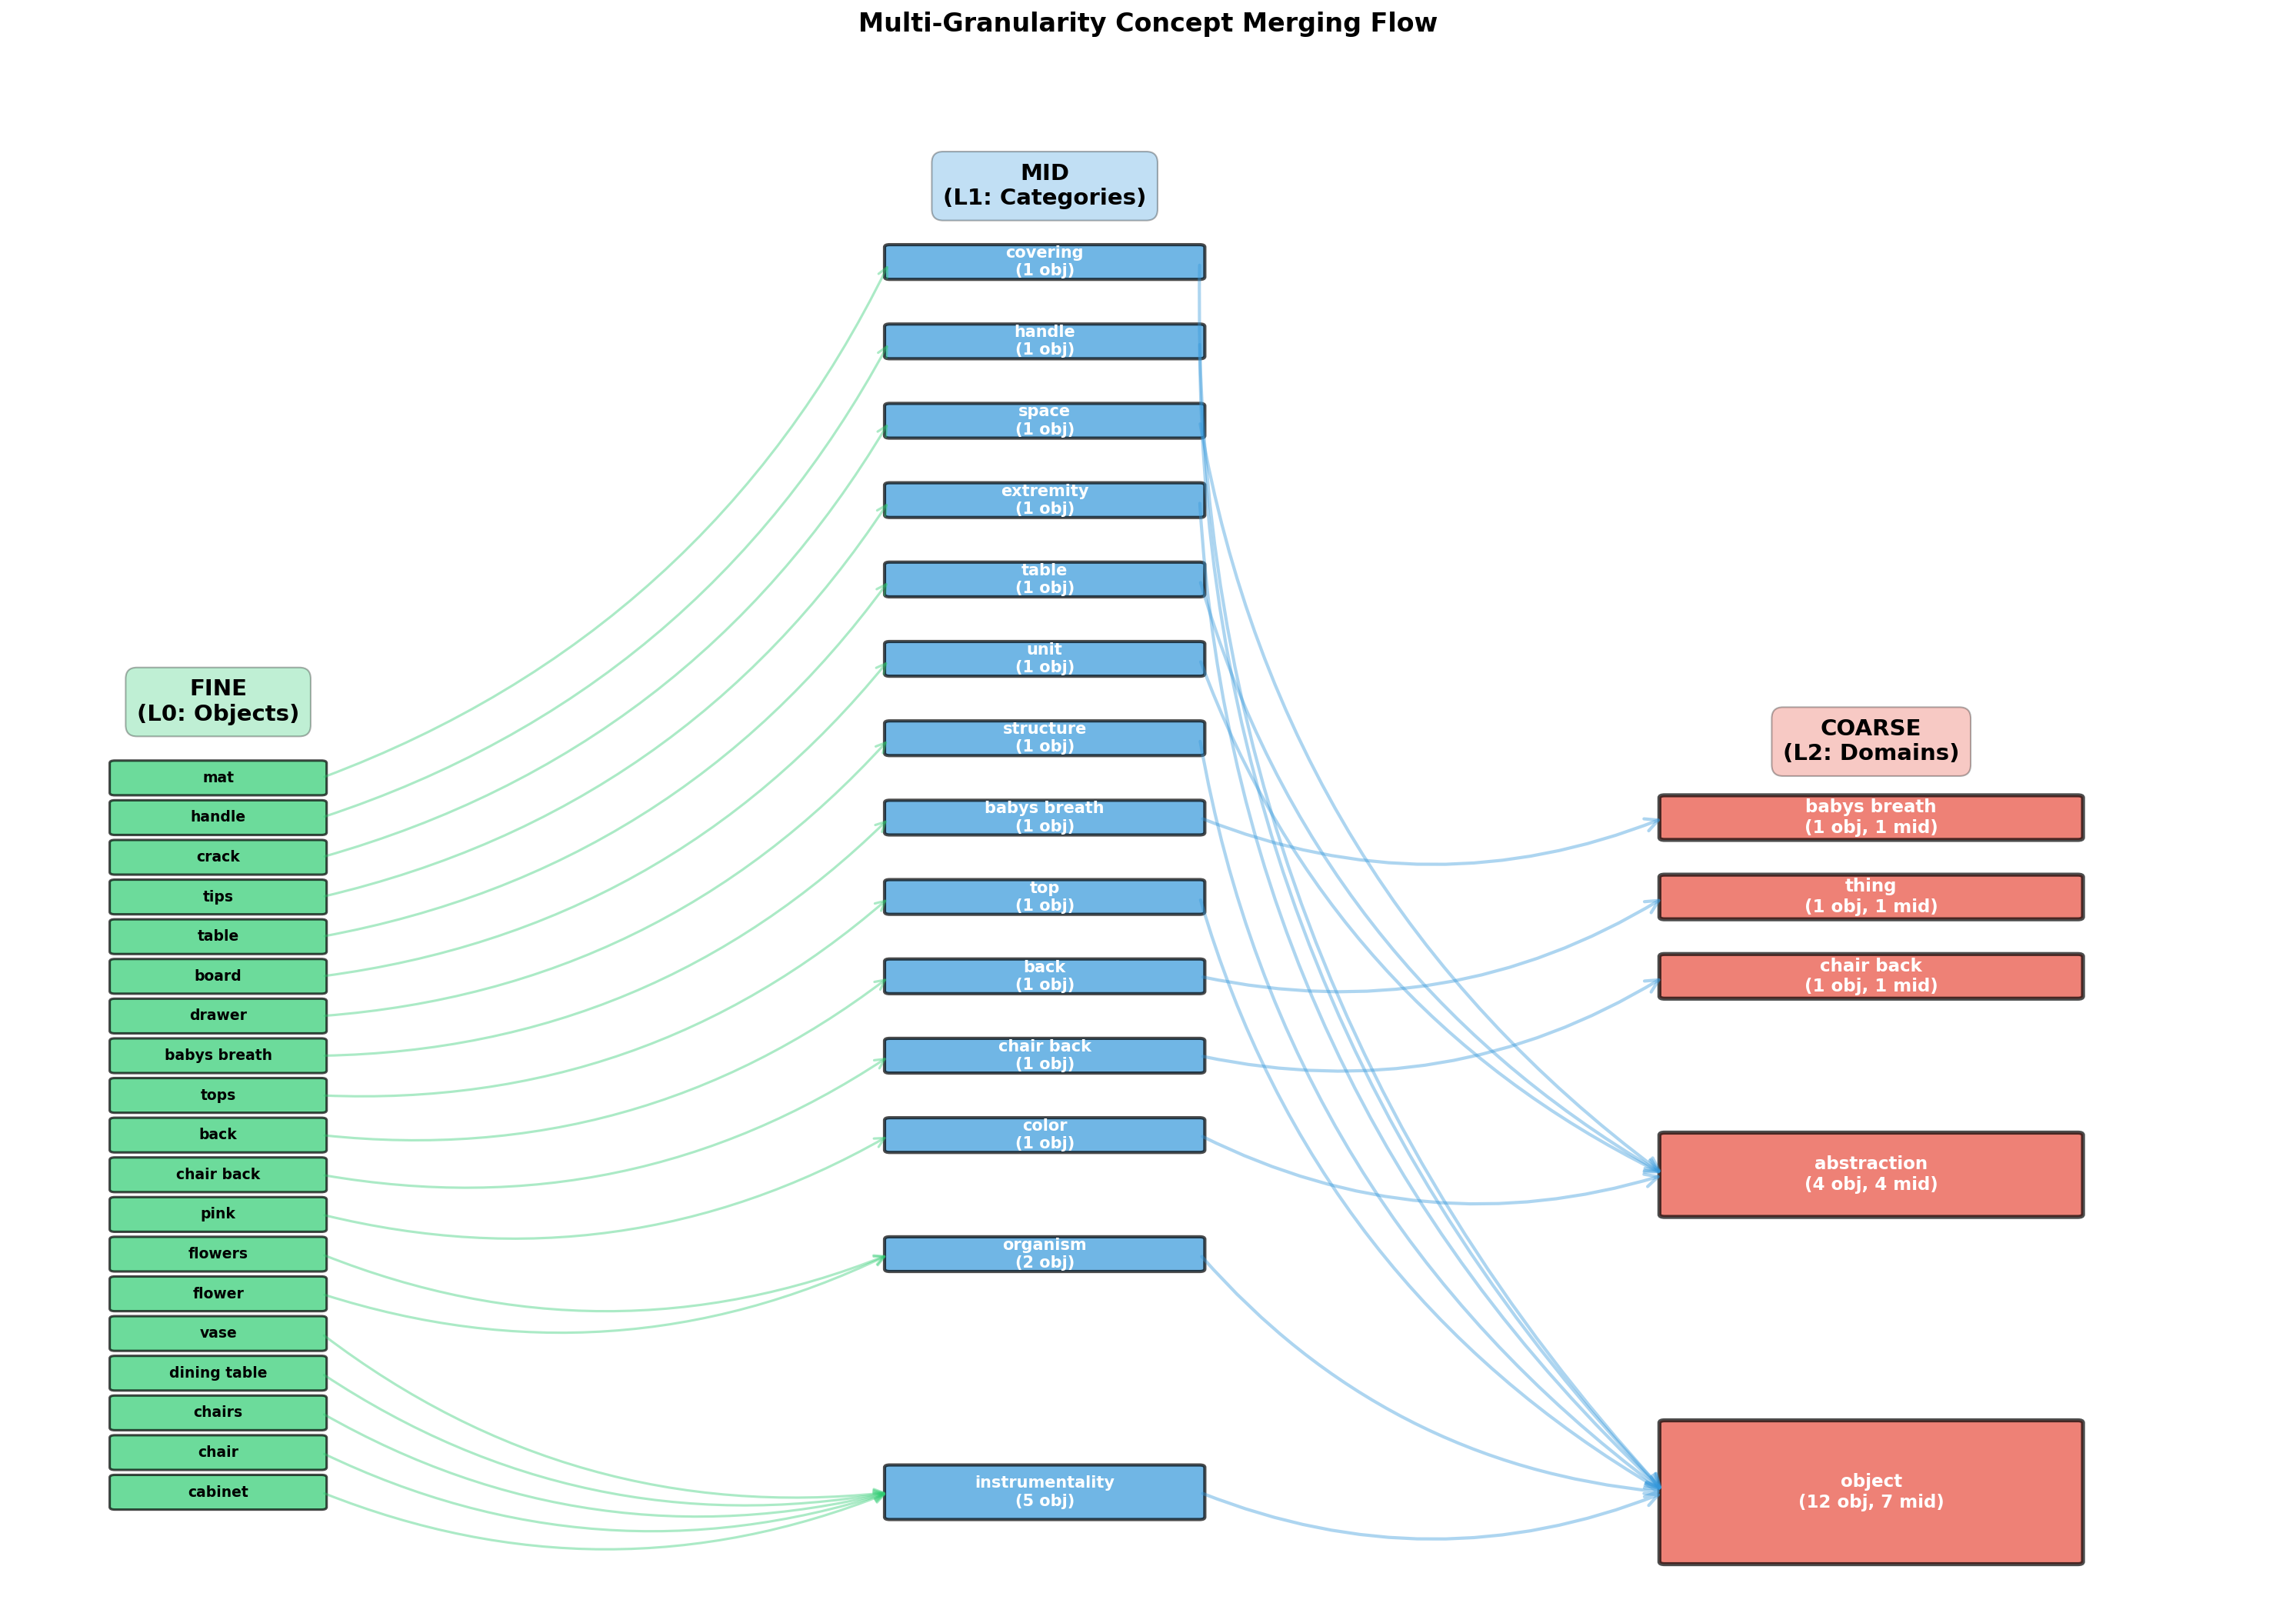 Multi-Granularity Concept Merging Flow
FINE
(L0: Objects)
mat
handle
crack
tips
table
board
drawer
babys breath
tops
back
chair back
pink
flowers
flower
vase
dining table
chairs
chair
cabinet
MID
(L1: Categories)
covering
(1 obj)
handle
(1 obj)
space
(1 obj)
extremity
(1 obj)
table
(1 obj)
unit
(1 obj)
structure
(1 obj)
babys breath
(1 obj)
top
(1 obj)
back
(1 obj)
chair back
(1 obj)
color
(1 obj)
organism
(2 obj)
instrumentality
(5 obj)
COARSE
(L2: Domains)
babys breath
(1 obj, 1 mid)
thing
(1 obj, 1 mid)
chair back
(1 obj, 1 mid)
abstraction
(4 obj, 4 mid)
object
(12 obj, 7 mid)